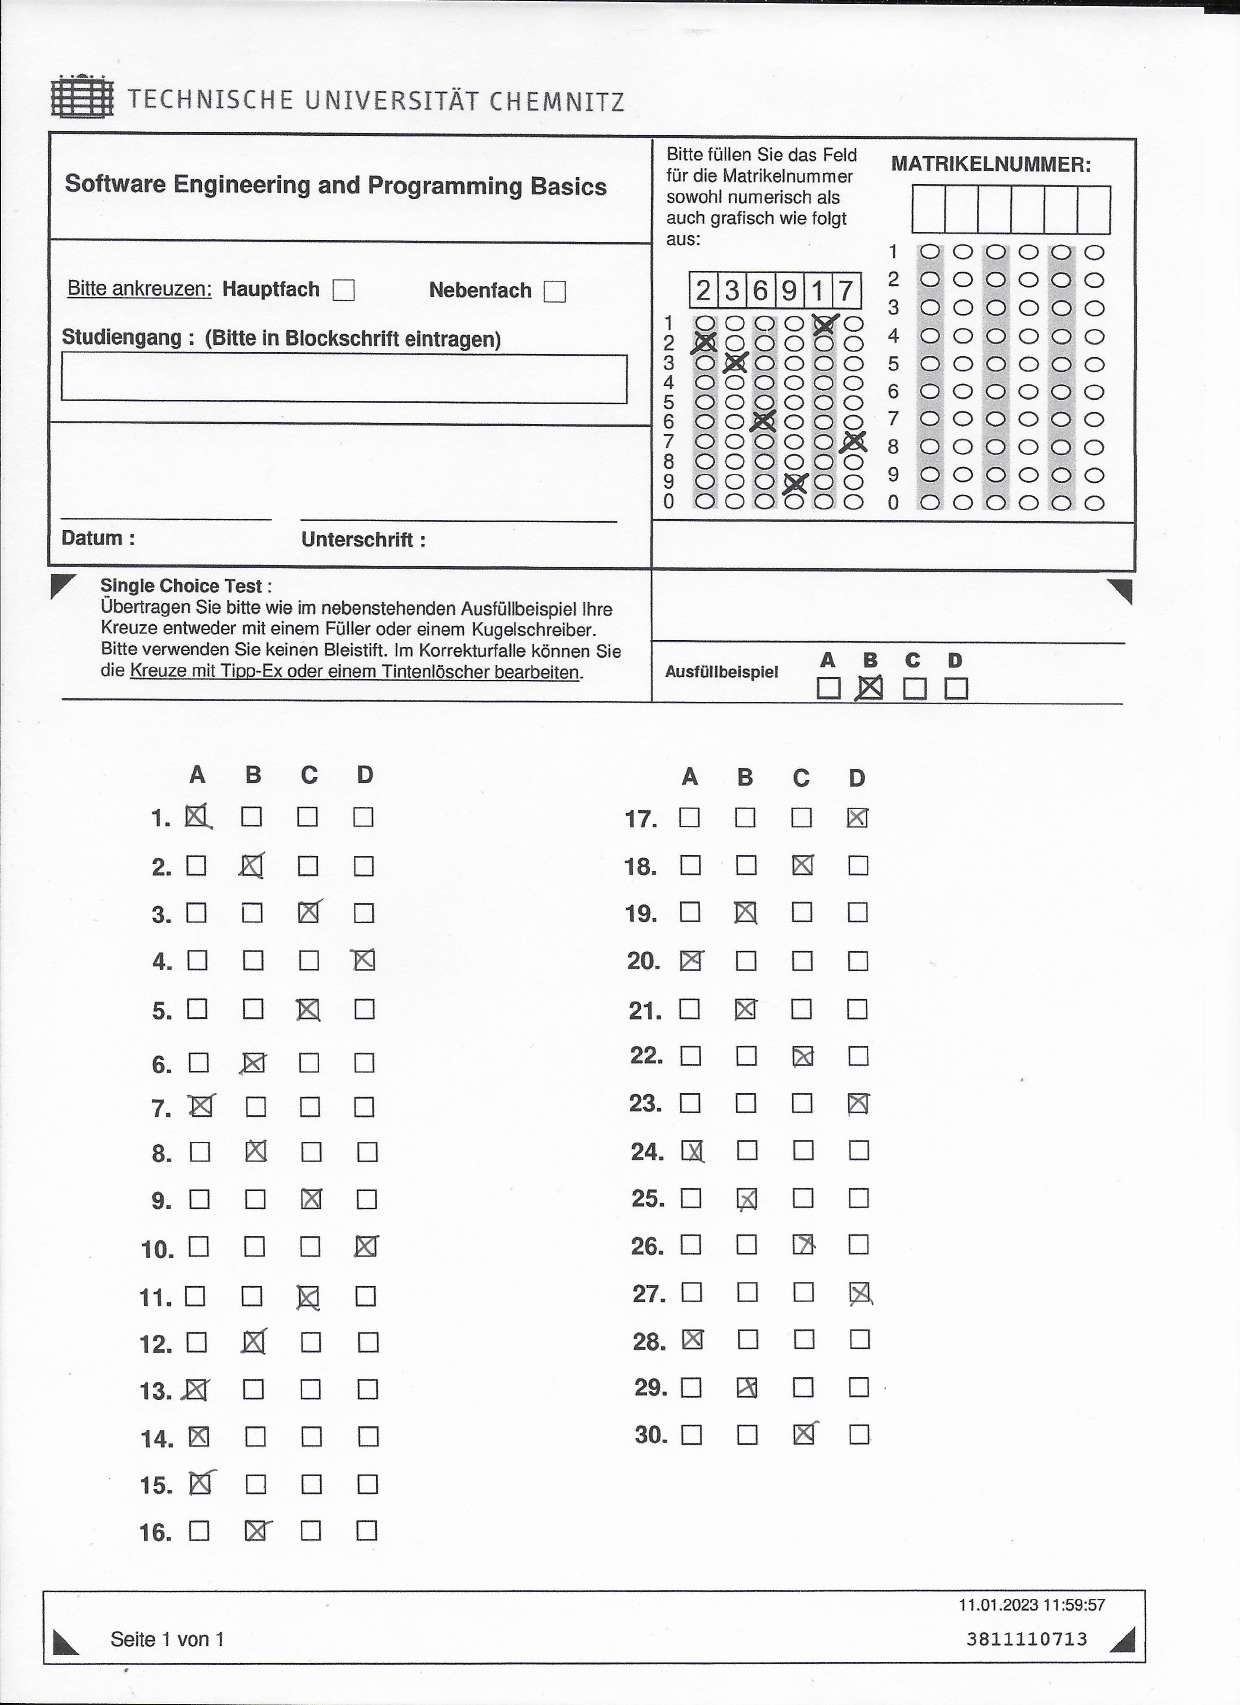 TECHNISCHE UNIVERSITÄT CHEMNITZ
Software Engineering and Programming Basics
Bitte ankreuzen: Hauptfach Nebenfach
Studiengang : (Bitte in Blockschrift eintragen)
Datum : Unterschrift :
Bitte füllen Sie das Feld
für die Matrikelnummer
sowohl numerisch als
auch grafisch wie folgt
aus:
2 3 6 9 1 7
1
2
3
4
5
6
7
8
9
0
MATRIKELNUMMER:
1
2
3
4
5
6
7
8
9
0
Single Choice Test :
Übertragen Sie bitte wie im nebenstehenden Ausfüllbeispiel Ihre
Kreuze entweder mit einem Füller oder einem Kugelschreiber.
Bitte verwenden Sie keinen Bleistift. Im Korrekturfalle können Sie
die Kreuze mit Tipp-Ex oder einem Tintenlöscher bearbeiten.
Ausfüllbeispiel
A B C D
A B C D
1.
2.
3.
4.
5.
6.
7.
8.
9.
10.
11.
12.
13.
14.
15.
16.
A B C D
17.
18.
19.
20.
21.
22.
23.
24.
25.
26.
27.
28.
29.
30.
Seite 1 von 1
11.01.2023 11:59:57
3811110713